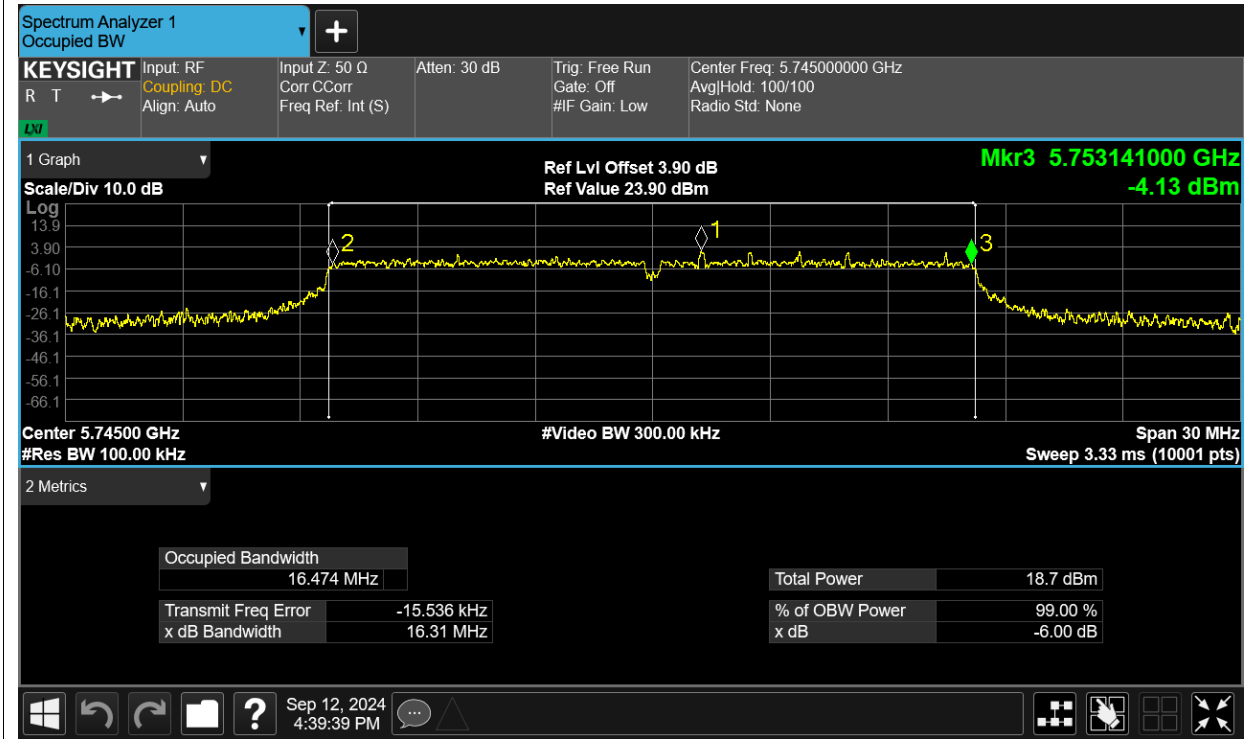 Spectrum Analyzer 1
Occupied BW
KEYSIGHT
R T
LXI
Input: RF
Coupling: DC
Align: Auto
Input Z: 50 Ω
Corr CCorr
Freq Ref: Int (S)
Atten: 30 dB
Trig: Free Run
Gate: Off
#IF Gain: Low
Center Freq: 5.745000000 GHz
Avg|Hold: 100/100
Radio Std: None
1 Graph
Scale/Div 10.0 dB
Ref Lvl Offset 3.90 dB
Ref Value 23.90 dBm
Mkr3 5.753141000 GHz
-4.13 dBm
Log
13.9
3.90
-6.10
-16.1
-26.1
-36.1
-46.1
-56.1
-66.1
2
1
3
Center 5.74500 GHz
#Res BW 100.00 kHz
#Video BW 300.00 kHz
Span 30 MHz
Sweep 3.33 ms (10001 pts)
2 Metrics
Occupied Bandwidth
16.474 MHz
Transmit Freq Error -15.536 kHz
x dB Bandwidth 16.31 MHz
Total Power 18.7 dBm
% of OBW Power 99.00 %
x dB -6.00 dB
?
Sep 12, 2024
4:39:39 PM